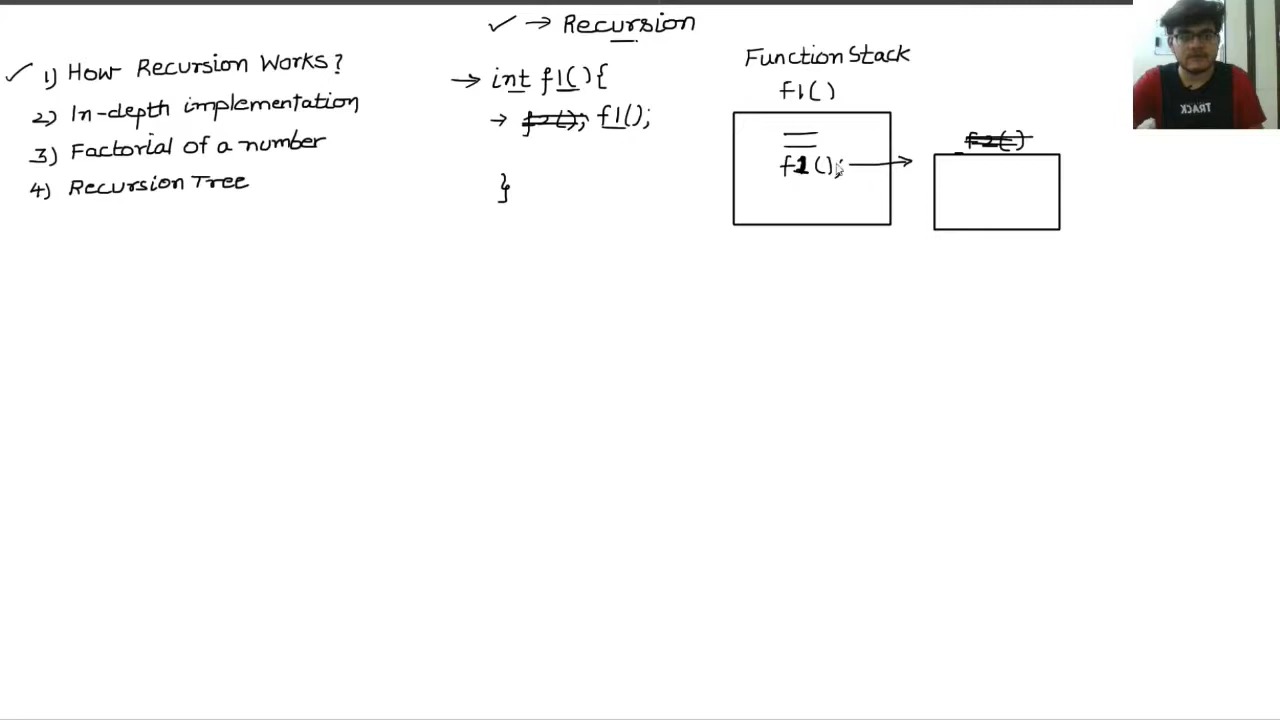 ✓ → Recursion
✓ 1) How Recursion Works?
2) In-depth implementation
3) Factorial of a number
4) Recursion Tree
→ int f1(){
→ f2(); f1();
}
Function Stack
f1()
f1();
f2()
TRACK